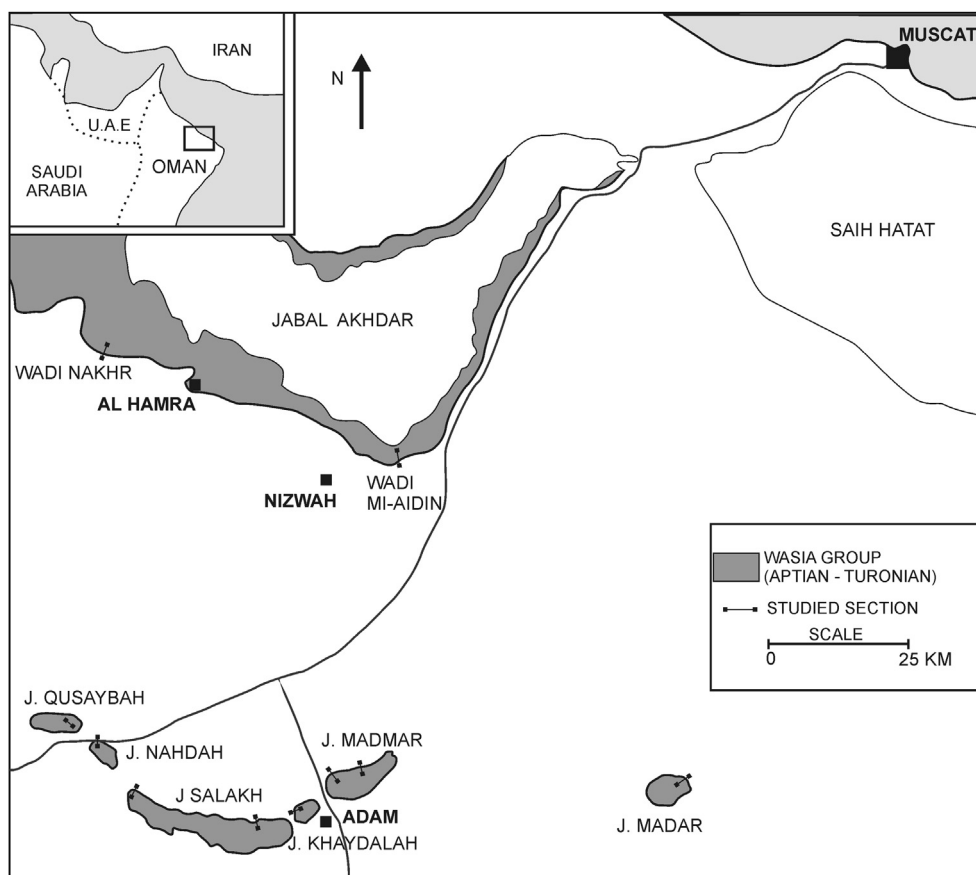 IRAN
U.A.E
SAUDI
ARABIA
OMAN
N
MUSCAT
SAIH HATAT
JABAL AKHDAR
WADI NAKHR
AL HAMRA
NIZWAH
WADI
MI-AIDIN
WASIA GROUP
(APTIAN - TURONIAN)
STUDIED SECTION
SCALE
0 25 KM
J. QUSAYBAH
J. NAHDAH
J. MADMAR
J SALAKH
ADAM
J. KHAYDALAH
J. MADAR